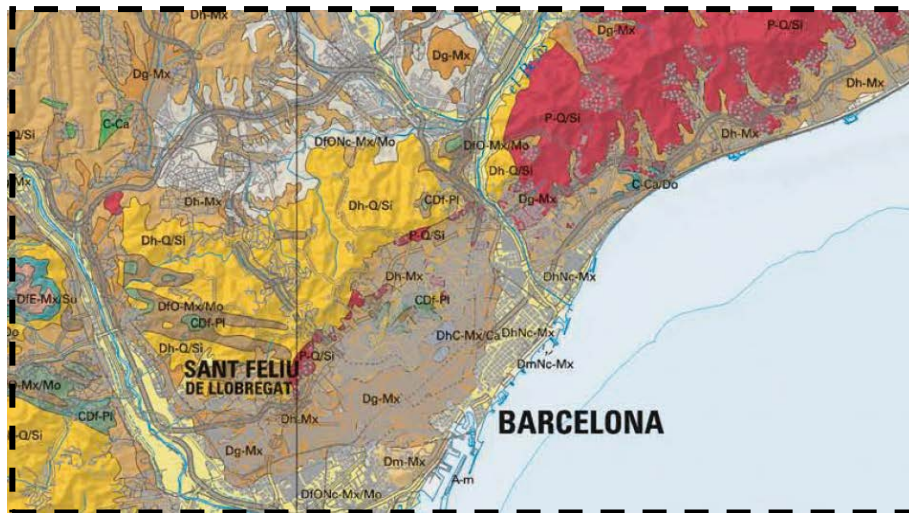 Dh-Mx
Dg-Mx
P-Q/Si
Dg-Mx
Dg-Mx
Dh-Mx
C-Ca
P-Q/Si
Q/Si
DfONc-Mx/Mo
DfO-Mx/Mo
Dh-Mx
Dh-Q/Si
Mx
C-Ca/Do
Dh-Mx
CDf-Pl
Dg-Mx
Dh-Q/Si
P-Q/Si
Dh-Q/Si
Dh-Mx
DhNc-Mx
DfE-Mx/Su
DfO-Mx/Mo
CDf-Pl
CDf-Pl
Do
DhC-Mx/Ca
DhNc-Mx
Dh-Q/Si
P-Q/Si
DmNc-Mx
SANT FELIU
DE LLOBREGAT
O-Mx/Mo
Dg-Mx
CDf-Pl
Dh-Mx
BARCELONA
Q/Si
Dg-Mx
Dm-Mx
A-m
DfONc-Mx/Mo